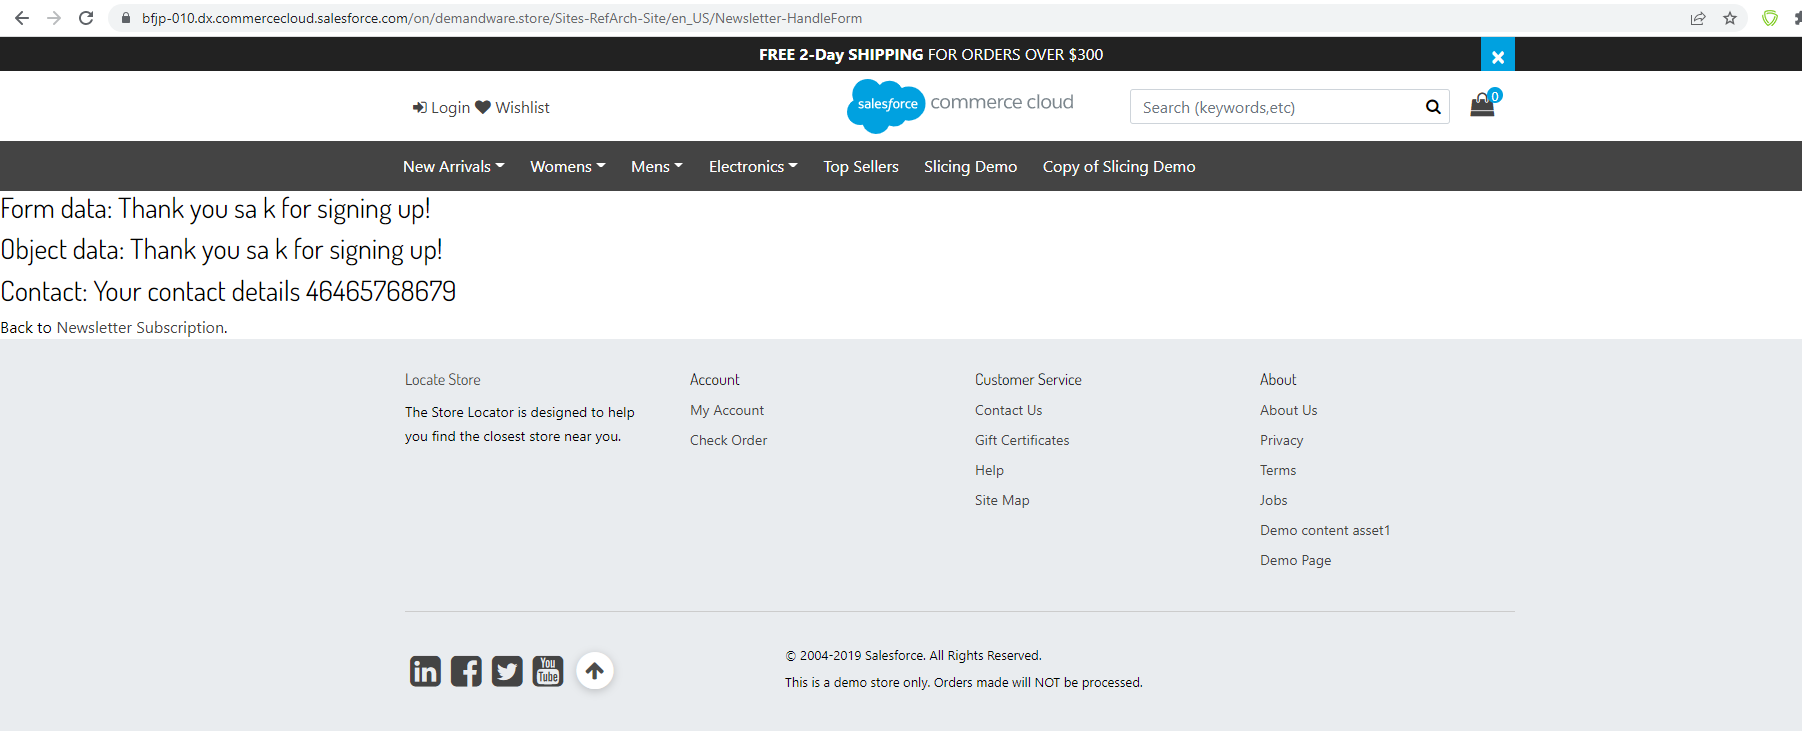 bfjp-010.dx.commercecloud.salesforce.com/on/demandware.store/Sites-RefArch-Site/en_US/Newsletter-HandleForm
FREE 2-Day SHIPPING FOR ORDERS OVER $300
Login Wishlist
salesforce commerce cloud
Search (keywords,etc)
0
New Arrivals Womens Mens Electronics Top Sellers Slicing Demo Copy of Slicing Demo
Form data: Thank you sa k for signing up!
Object data: Thank you sa k for signing up!
Contact: Your contact details 46465768679
Back to Newsletter Subscription.
Locate Store
The Store Locator is designed to help
you find the closest store near you.
Account
My Account
Check Order
Customer Service
Contact Us
Gift Certificates
Help
Site Map
About
About Us
Privacy
Terms
Jobs
Demo content asset1
Demo Page
in
You
Tube
© 2004-2019 Salesforce. All Rights Reserved.
This is a demo store only. Orders made will NOT be processed.